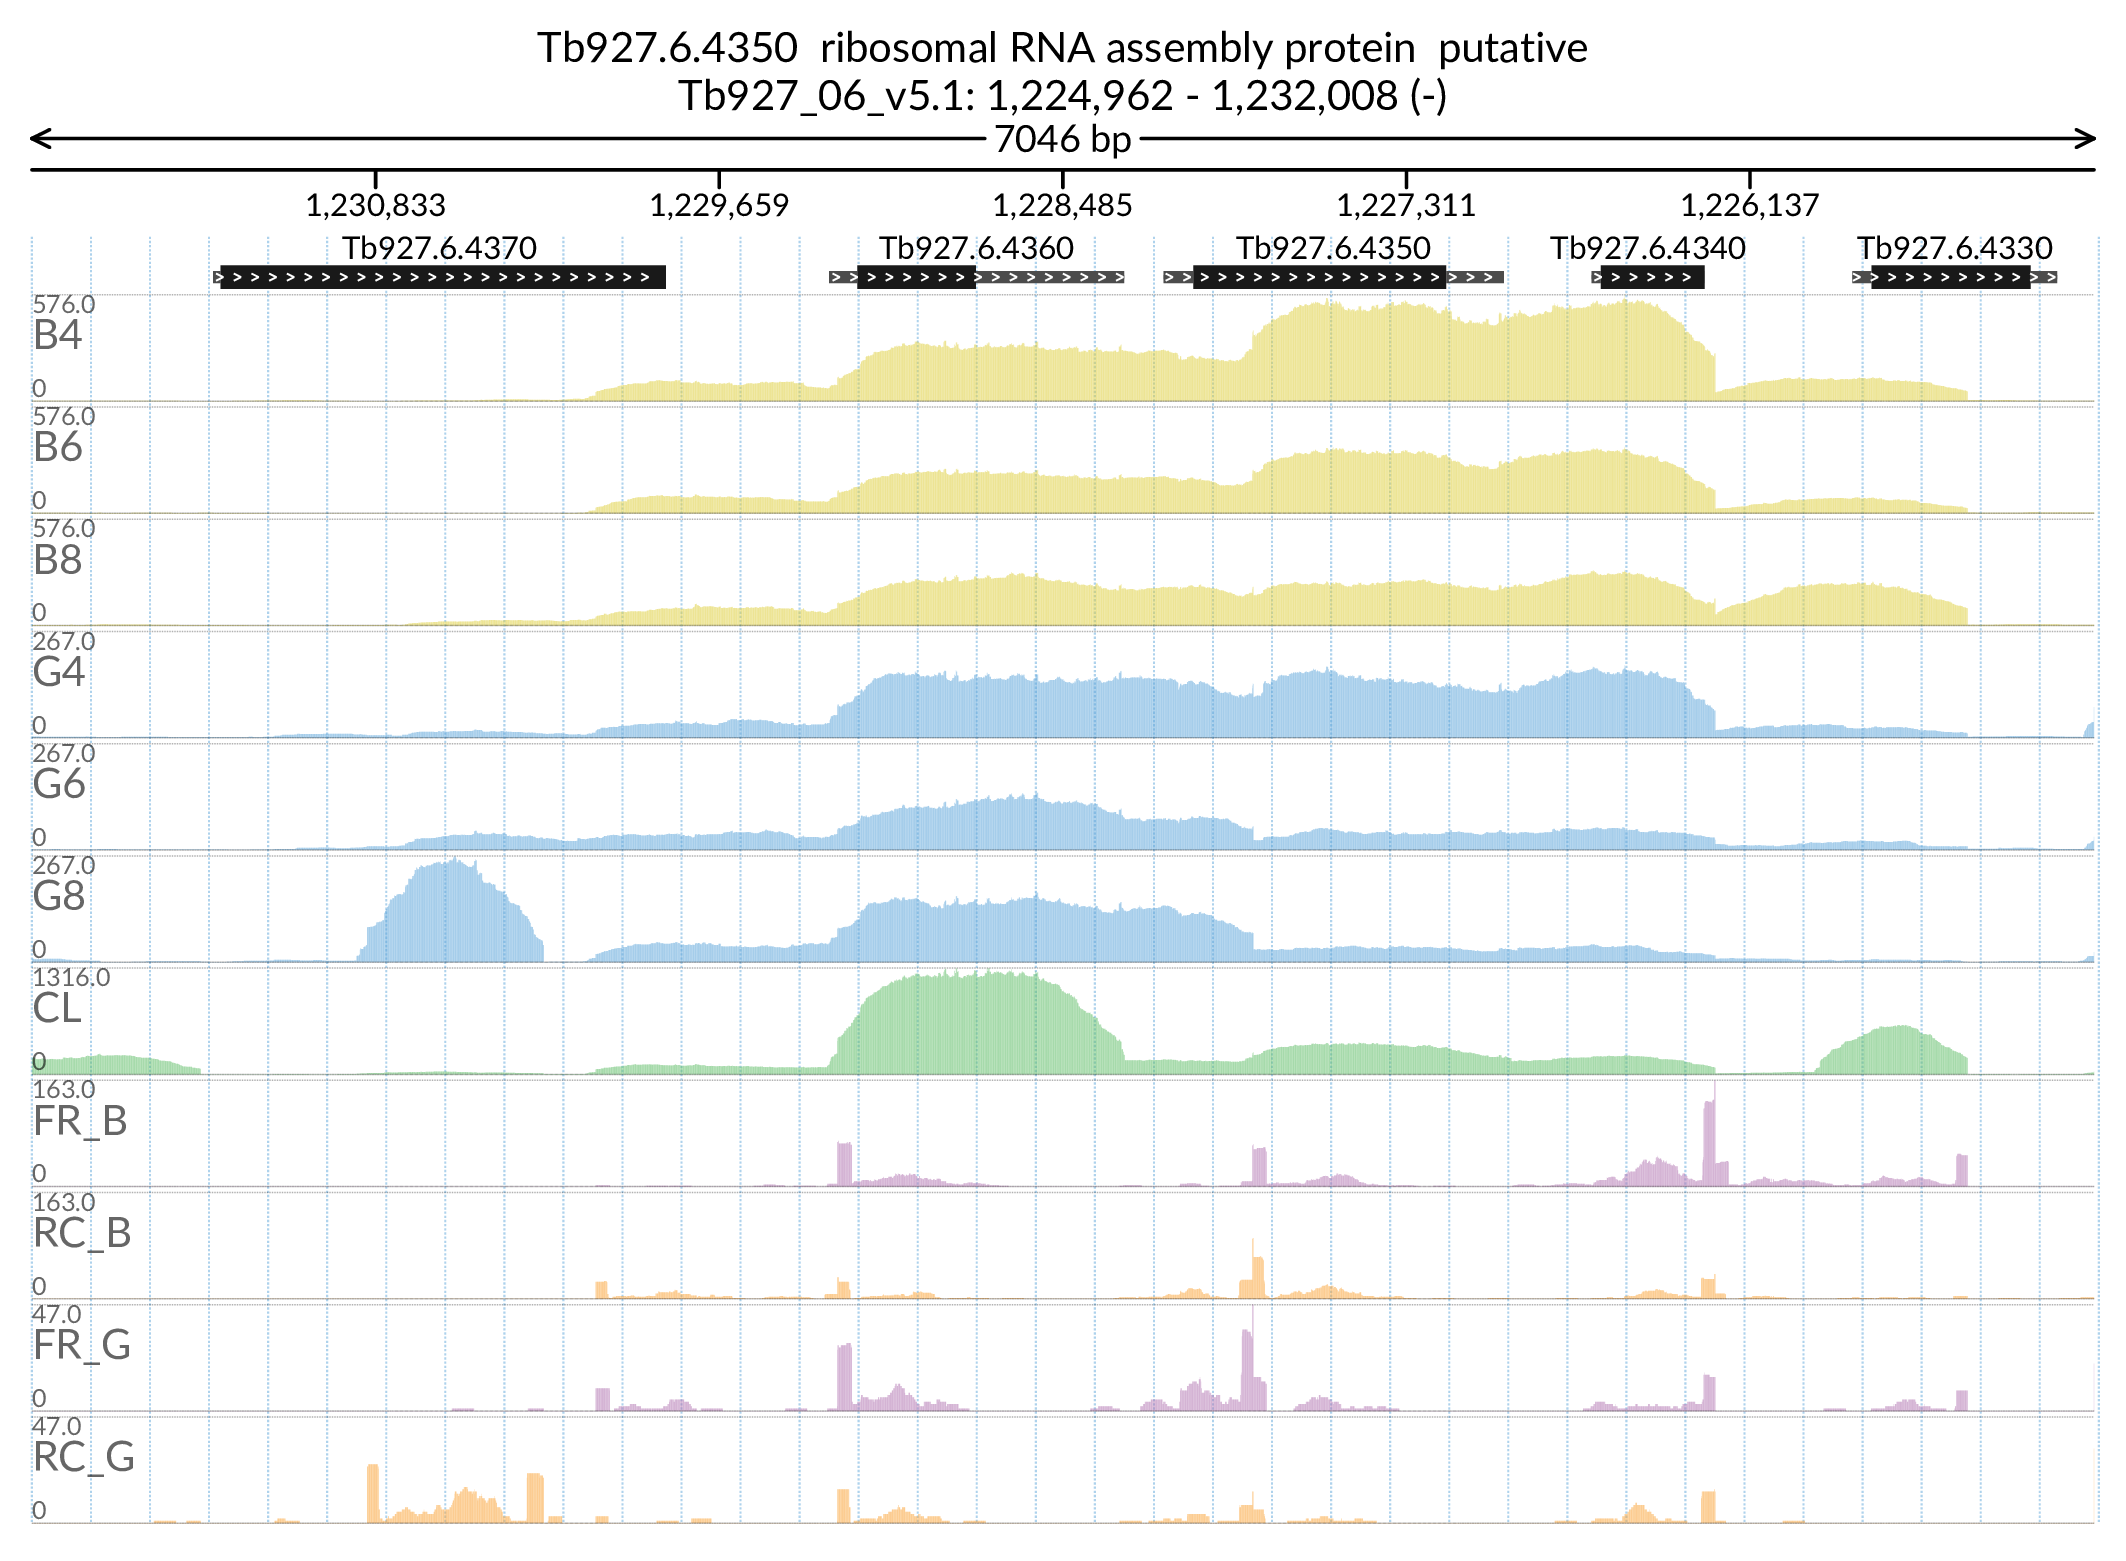 Tb927.6.4350  ribosomal RNA assembly protein  putative
Tb927_06_v5.1: 1,224,962 - 1,232,008 (-)
7046 bp
1,230,833 1,229,659 1,228,485 1,227,311 1,226,137
Tb927.6.4370 Tb927.6.4360 Tb927.6.4350 Tb927.6.4340 Tb927.6.4330
576.0
B4
0
576.0
B6
0
576.0
B8
0
267.0
G4
0
267.0
G6
0
267.0
G8
0
1316.0
CL
0
163.0
FR_B
0
163.0
RC_B
0
47.0
FR_G
0
47.0
RC_G
0